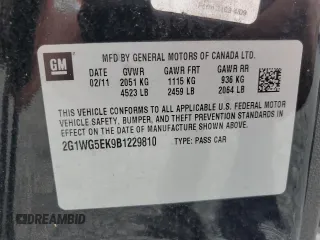 GM
MFD BY GENERAL MOTORS OF CANADA LTD.
DATE GVWR GAWR FRT GAWR RR
02/11 2051 KG 1115 KG 936 KG
4523 LB 2459 LB 2064 LB
THIS VEHICLE CONFORMS TO ALL APPLICABLE U.S. FEDERAL MOTOR
VEHICLE SAFETY, BUMPER, AND THEFT PREVENTION STANDARDS IN
EFFECT ON THE DATE OF MANUFACTURE SHOWN ABOVE.
2G1WG5EK9B1229810 TYPE: PASS CAR
IDREAMBID